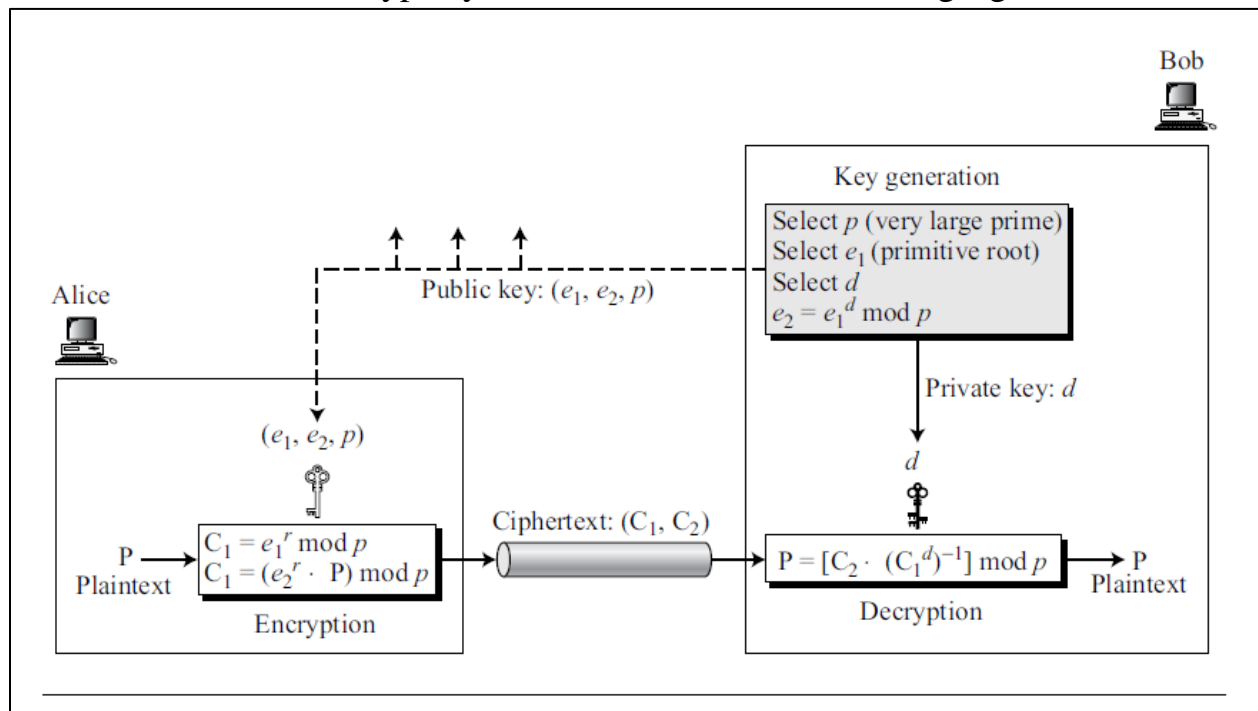 Bob
Key generation
Select p (very large prime)
Select e₁ (primitive root)
Select d
e₂ = e₁ᵈ mod p
Public key: (e₁, e₂, p)
Alice
Private key: d
(e₁, e₂, p)
d
Ciphertext: (C₁, C₂)
P
Plaintext
C₁ = e₁ʳ mod p
C₁ = (e₂ʳ · P) mod p
Encryption
P = [C₂ · (C₁ᵈ)⁻¹] mod p
Decryption
P
Plaintext